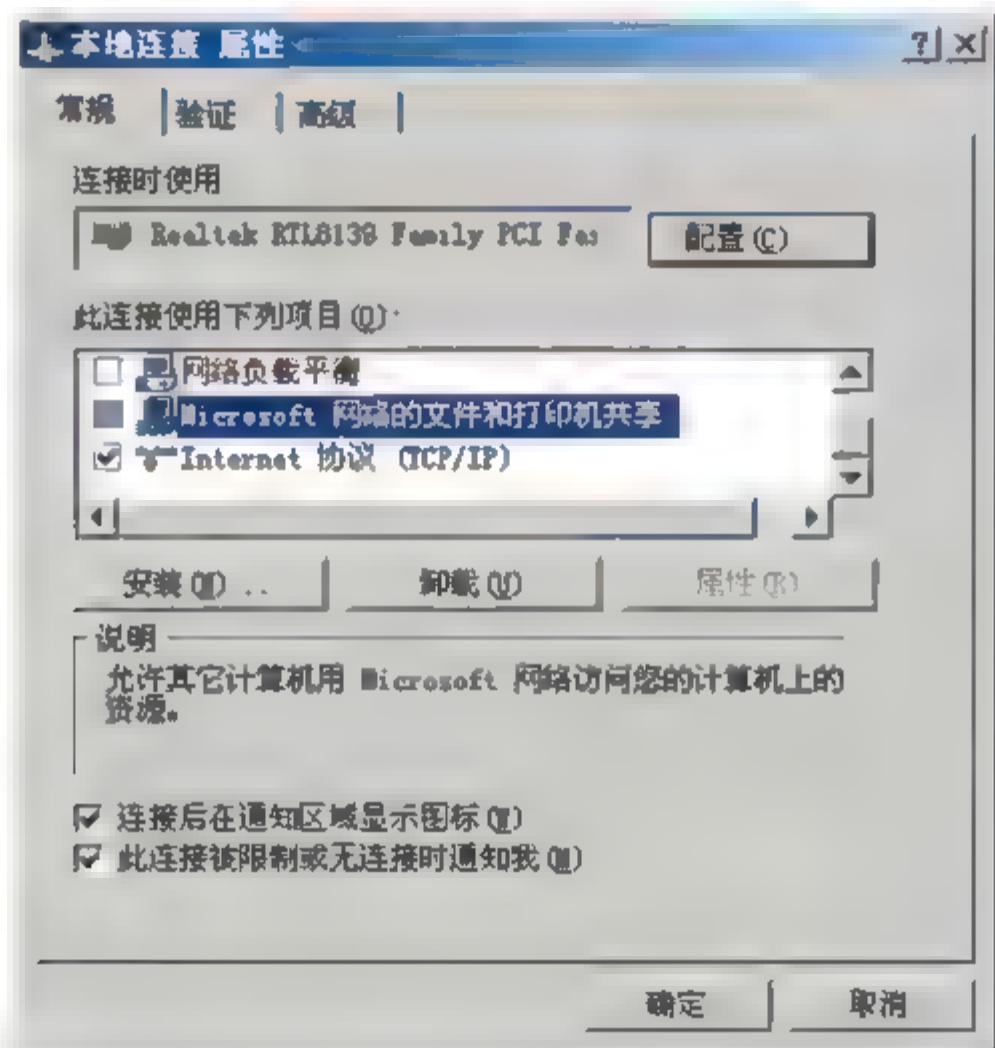 本地连接 属性
常规 验证 高级
连接时使用
Realtek RTL8139 Family PCI Fas
配置(C)
此连接使用下列项目(O):
网络负载平衡
Microsoft 网络的文件和打印机共享
Internet 协议 (TCP/IP)
安装(N)... 卸载(U) 属性(R)
说明
允许其它计算机用 Microsoft 网络访问您的计算机上的
资源。
连接后在通知区域显示图标(W)
此连接被限制或无连接时通知我(M)
确定 取消